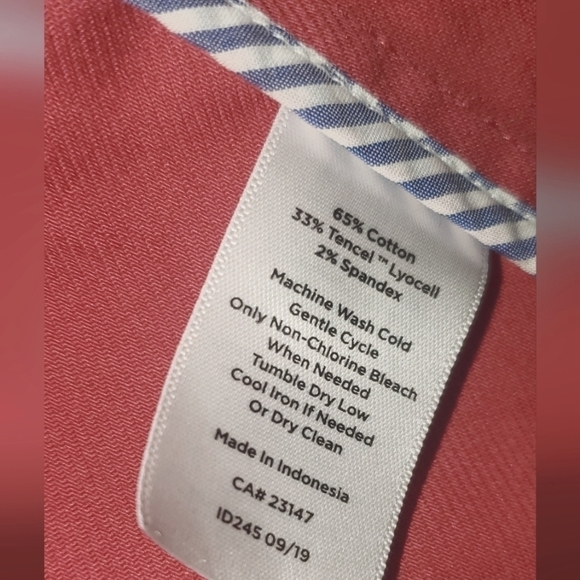 65% Cotton
33% Tencel™ Lyocell
2% Spandex
Machine Wash Cold
Gentle Cycle
Only Non-Chlorine Bleach
When Needed
Tumble Dry Low
Cool Iron If Needed
Or Dry Clean
Made In Indonesia
CA# 23147
ID245 09/19